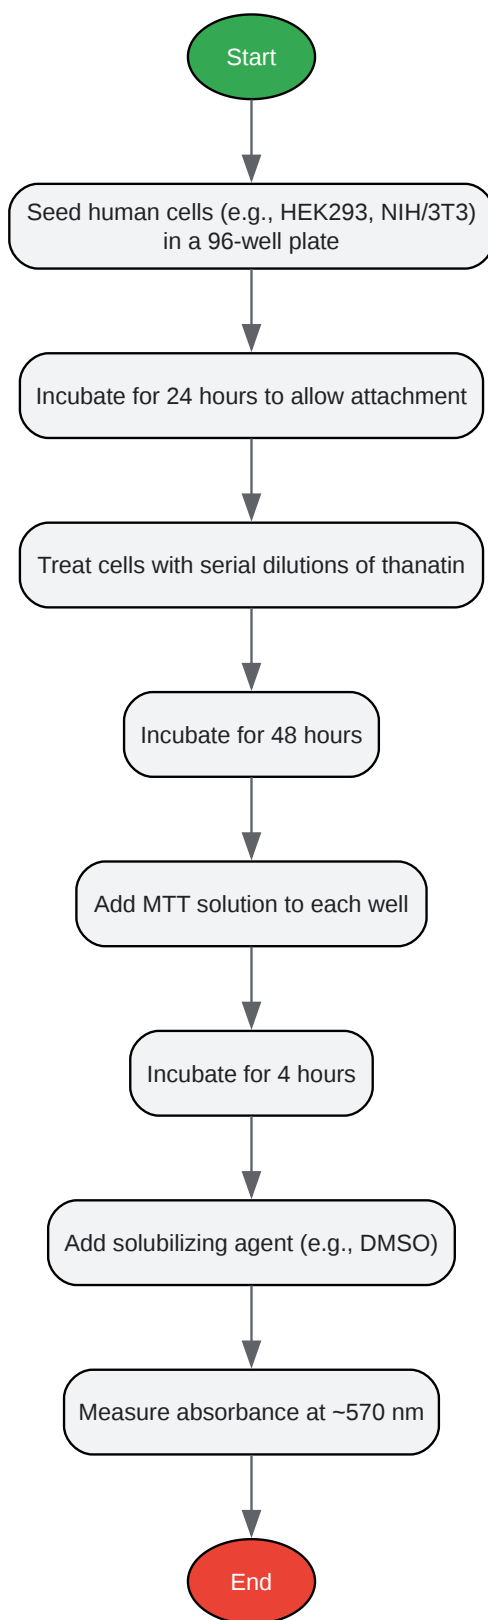 Start
Seed human cells (e.g., HEK293, NIH/3T3)
in a 96-well plate
Incubate for 24 hours to allow attachment
Treat cells with serial dilutions of thanatin
Incubate for 48 hours
Add MTT solution to each well
Incubate for 4 hours
Add solubilizing agent (e.g., DMSO)
Measure absorbance at ~570 nm
End